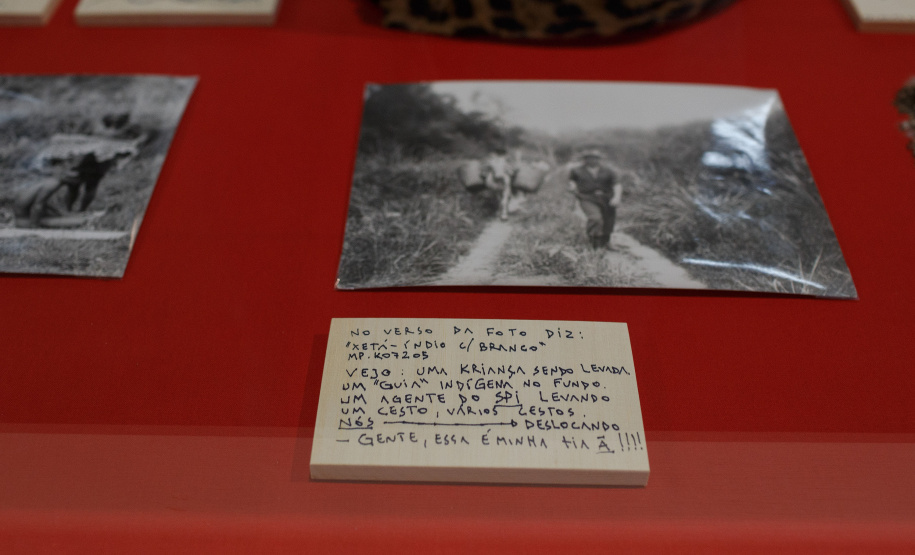 NO VERSO DA FOTO DIZ:
"XETÁ-ÍNDIO C/ BRANCO"
MP.K07205
VEJO: UMA KRIANÇA SENDO LEVADA.
UM "GUIA" INDÍGENA NO FUNDO.
UM AGENTE DO SPI LEVANDO
UM CESTO, VÁRIOS CESTOS.
NÓS → DESLOCANDO
- GENTE, ESSA É MINHA tiA Ã !!!!